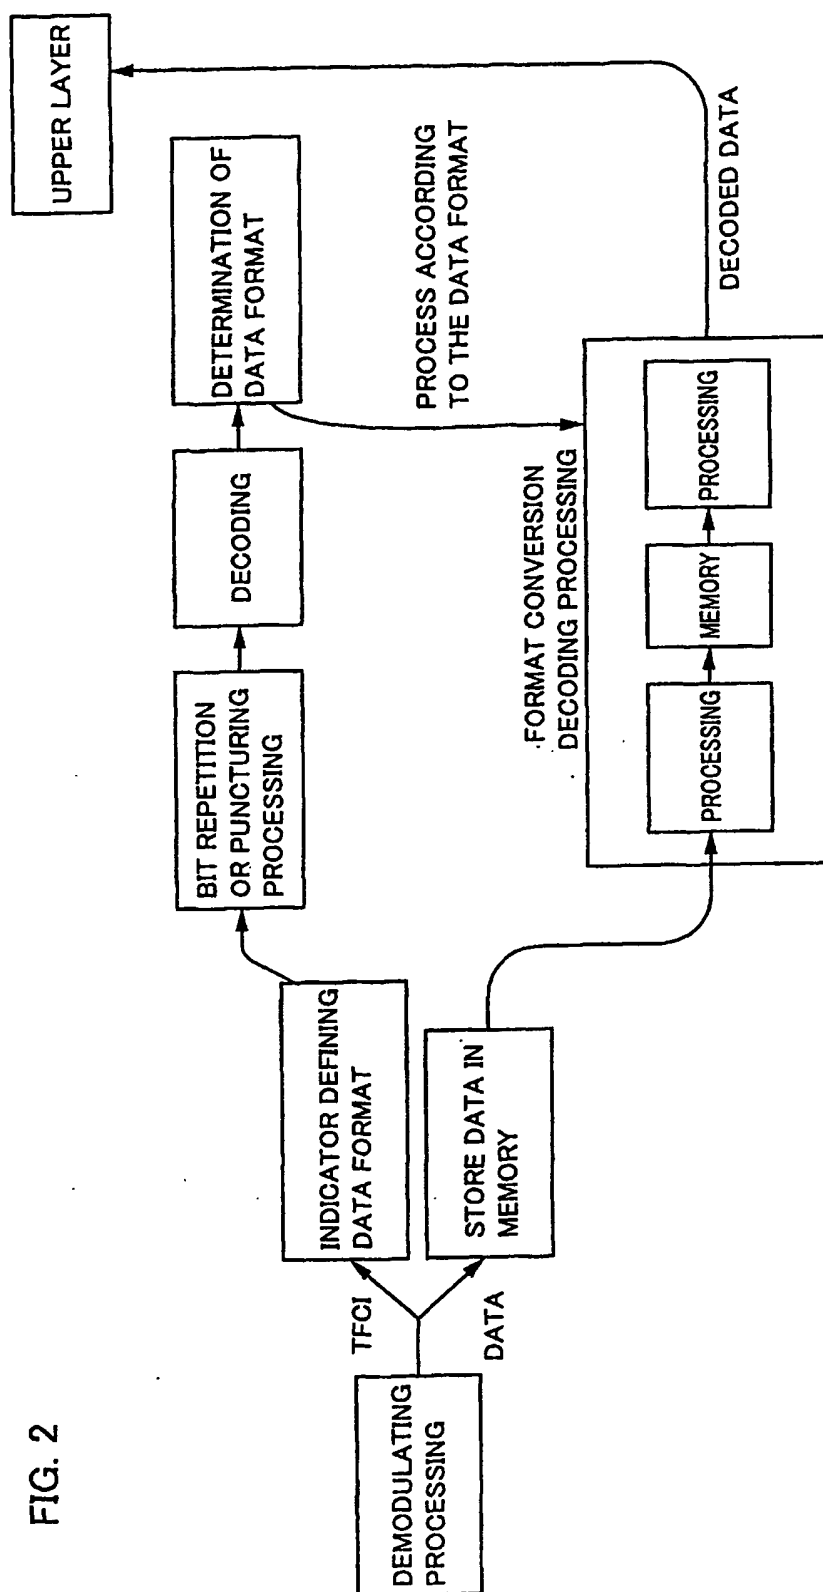 FIG. 2
DEMODULATING
PROCESSING
TFCI
DATA
INDICATOR DEFINING
DATA FORMAT
STORE DATA IN
MEMORY
BIT REPETITION
OR PUNCTURING
PROCESSING
DECODING
DETERMINATION OF
DATA FORMAT
PROCESS ACCORDING
TO THE DATA FORMAT
FORMAT CONVERSION
DECODING PROCESSING
PROCESSING
MEMORY
PROCESSING
DECODED DATA
UPPER LAYER